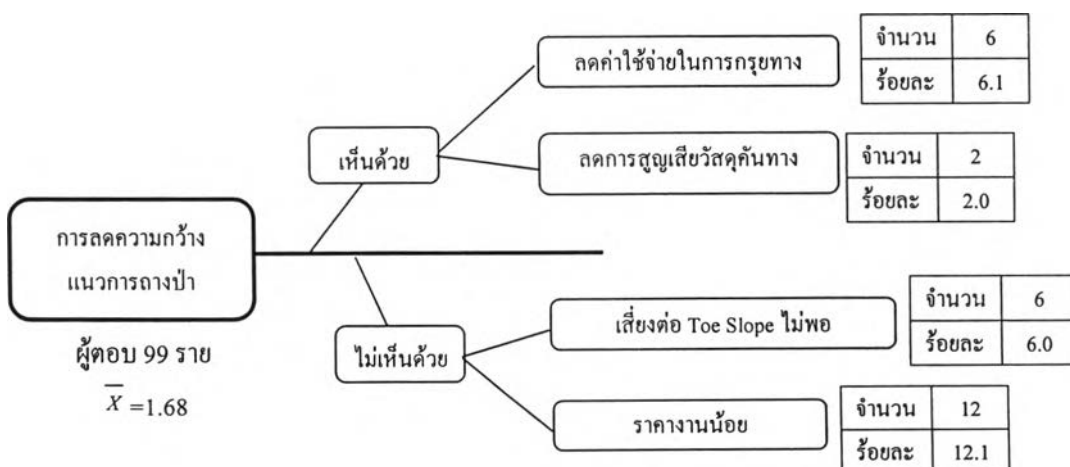 ลดค่าใช้จ่ายในการกรุยทาง
จำนวน 6
ร้อยละ 6.1
เห็นด้วย
ลดการสูญเสียวัสดุคันทาง
จำนวน 2
ร้อยละ 2.0
การลดความกว้าง
แนวการถางป่า
ผู้ตอบ 99 ราย
X̅ =1.68
เสี่ยงต่อ Toe Slope ไม่พอ
จำนวน 6
ร้อยละ 6.0
ไม่เห็นด้วย
ราคางานน้อย
จำนวน 12
ร้อยละ 12.1